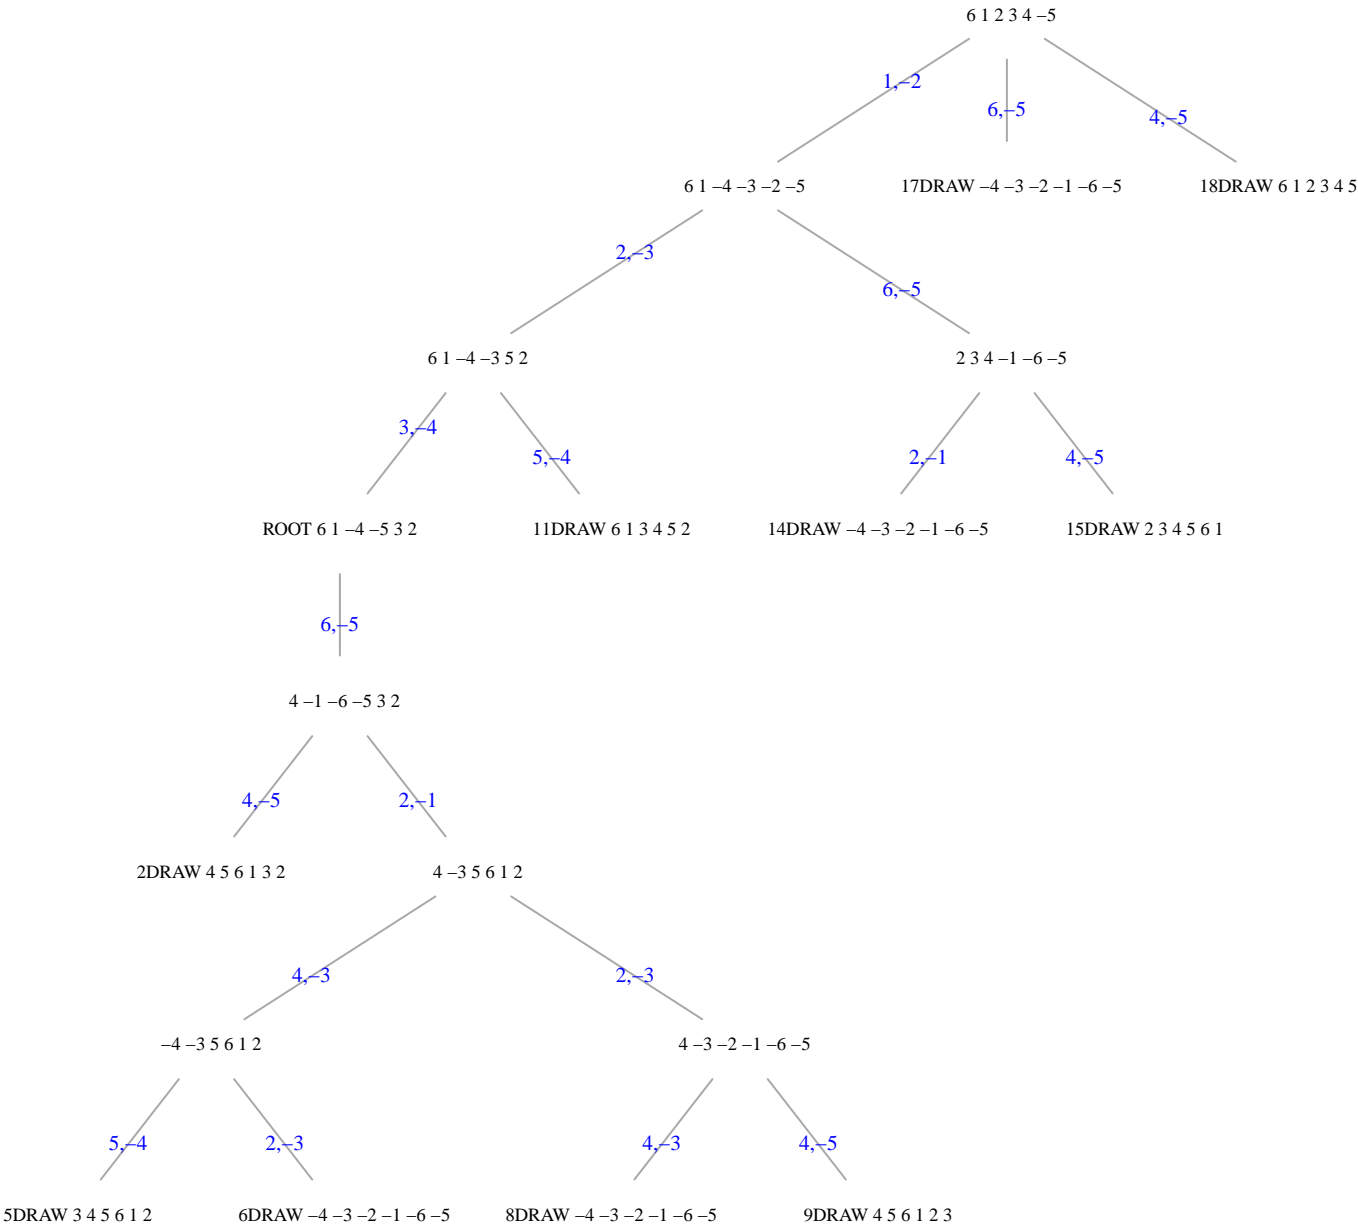 6 1 2 3 4 –5
1,–2
6,–5
4,–5
6 1 –4 –3 –2 –5
17DRAW –4 –3 –2 –1 –6 –5
18DRAW 6 1 2 3 4 5
2,–3
6,–5
6 1 –4 –3 5 2
2 3 4 –1 –6 –5
3,–4
5,–4
2,–1
4,–5
ROOT 6 1 –4 –5 3 2
11DRAW 6 1 3 4 5 2
14DRAW –4 –3 –2 –1 –6 –5
15DRAW 2 3 4 5 6 1
6,–5
4 –1 –6 –5 3 2
4,–5
2,–1
2DRAW 4 5 6 1 3 2
4 –3 5 6 1 2
4,–3
2,–3
–4 –3 5 6 1 2
4 –3 –2 –1 –6 –5
5,–4
2,–3
4,–3
4,–5
5DRAW 3 4 5 6 1 2
6DRAW –4 –3 –2 –1 –6 –5
8DRAW –4 –3 –2 –1 –6 –5
9DRAW 4 5 6 1 2 3